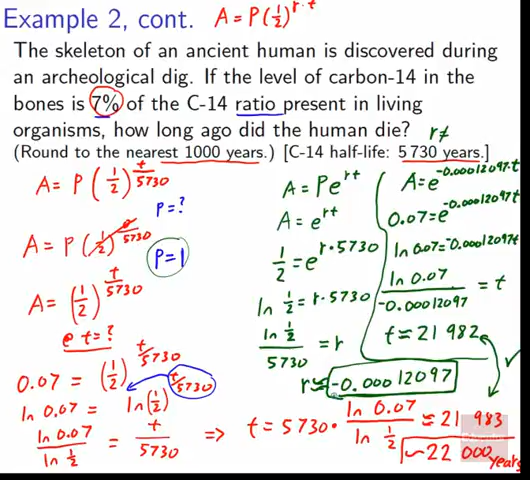 Example 2, cont. A = P(1/2)^r·t
The skeleton of an ancient human is discovered during
an archeological dig. If the level of carbon-14 in the
bones is 7% of the C-14 ratio present in living
organisms, how long ago did the human die? r≠
(Round to the nearest 1000 years.) [C-14 half-life: 5 730 years.]
A = P(1/2)^t/5730
P = ?
A = P(1/2)^0/5730
P = 1
A = (1/2)^t/5730
@ t = ?
0.07 = (1/2)^t/5730
ln 0.07 = ln(1/2)^t/5730
ln 0.07 / ln 1/2 = t/5730 => t = 5730 · ln 0.07 / ln 1/2 ≈ 21 983
~22 000 years
A = Pe^rt
A = e^rt
1/2 = e^r·5730
ln 1/2 = r·5730
ln 1/2 / 5730 = r
r ≈ -0.00012097
A = e^-0.00012097·t
0.07 = e^-0.00012097t
ln 0.07 = -0.00012097t
ln 0.07 / -0.00012097 = t
t ≈ 21 982